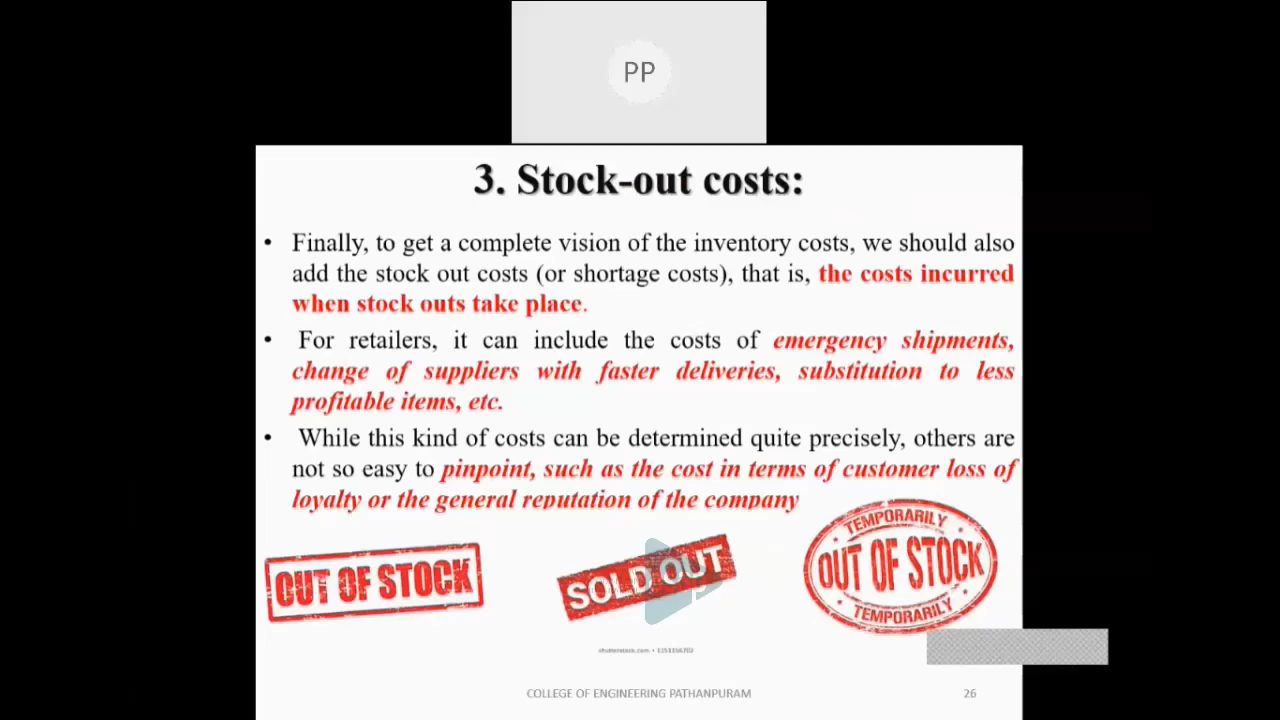 PP
3. Stock-out costs:
• Finally, to get a complete vision of the inventory costs, we should also
add the stock out costs (or shortage costs), that is, the costs incurred
when stock outs take place.
• For retailers, it can include the costs of emergency shipments,
change of suppliers with faster deliveries, substitution to less
profitable items, etc.
• While this kind of costs can be determined quite precisely, others are
not so easy to pinpoint, such as the cost in terms of customer loss of
loyalty or the general reputation of the company
OUT OF STOCK
SOLD OUT
TEMPORARILY
OUT OF STOCK
TEMPORARILY
shutterstock.com •
COLLEGE OF ENGINEERING PATHANPURAM
26